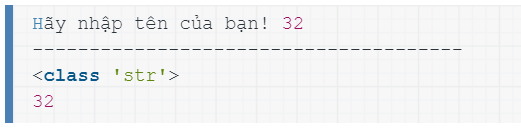 Hãy nhập tên của bạn! 32
--------------------------------------
<class 'str'>
32